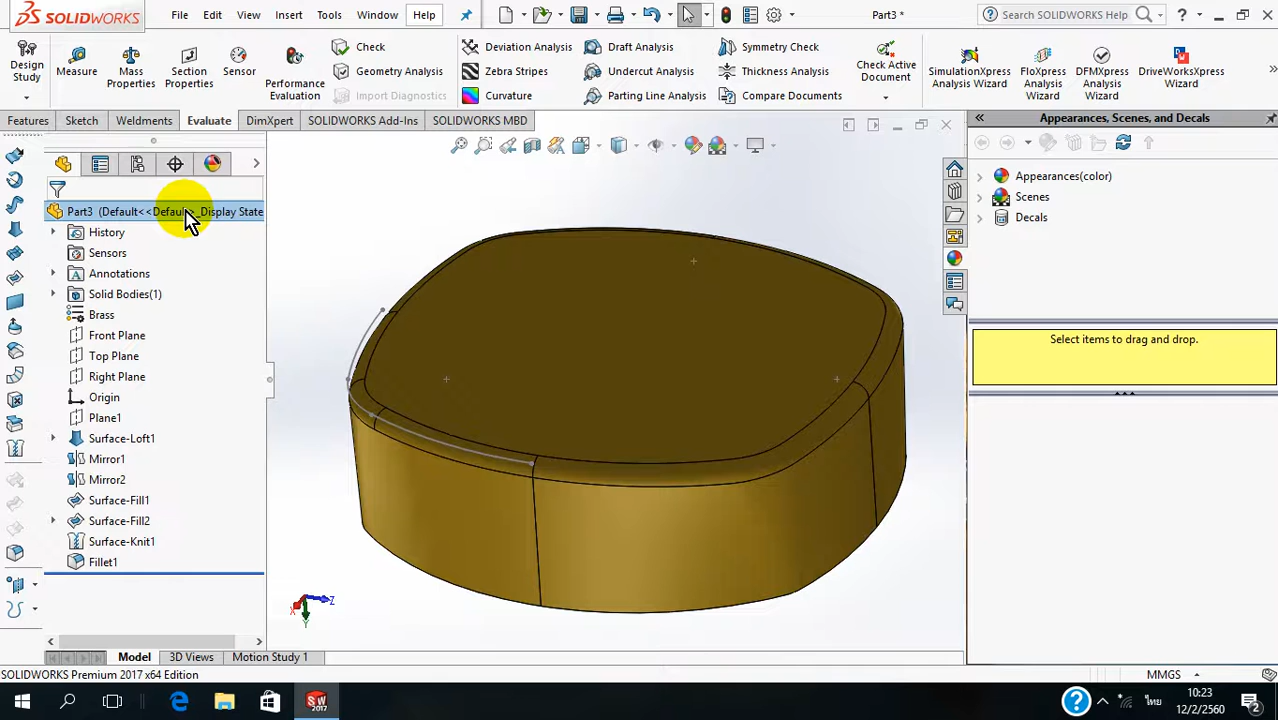 SOLIDWORKS
File Edit View Insert Tools Window Help
Part3 *
Search SOLIDWORKS Help
Design Study
Measure
Mass Properties
Section Properties
Sensor
Performance Evaluation
Check
Geometry Analysis
Import Diagnostics
Deviation Analysis
Zebra Stripes
Curvature
Draft Analysis
Undercut Analysis
Parting Line Analysis
Symmetry Check
Thickness Analysis
Compare Documents
Check Active Document
SimulationXpress Analysis Wizard
FloXpress Analysis Wizard
DFMXpress Analysis Wizard
DriveWorksXpress Wizard
Features Sketch Weldments Evaluate DimXpert SOLIDWORKS Add-Ins SOLIDWORKS MBD
Part3 (Default<<Default>_Display State
History
Sensors
Annotations
Solid Bodies(1)
Brass
Front Plane
Top Plane
Right Plane
Origin
Plane1
Surface-Loft1
Mirror1
Mirror2
Surface-Fill1
Surface-Fill2
Surface-Knit1
Fillet1
X Y Z
Appearances, Scenes, and Decals
Appearances(color)
Scenes
Decals
Select items to drag and drop.
Model 3D Views Motion Study 1
SOLIDWORKS Premium 2017 x64 Edition
MMGS
SW 2017
ไทย
10:23
12/2/2560
2